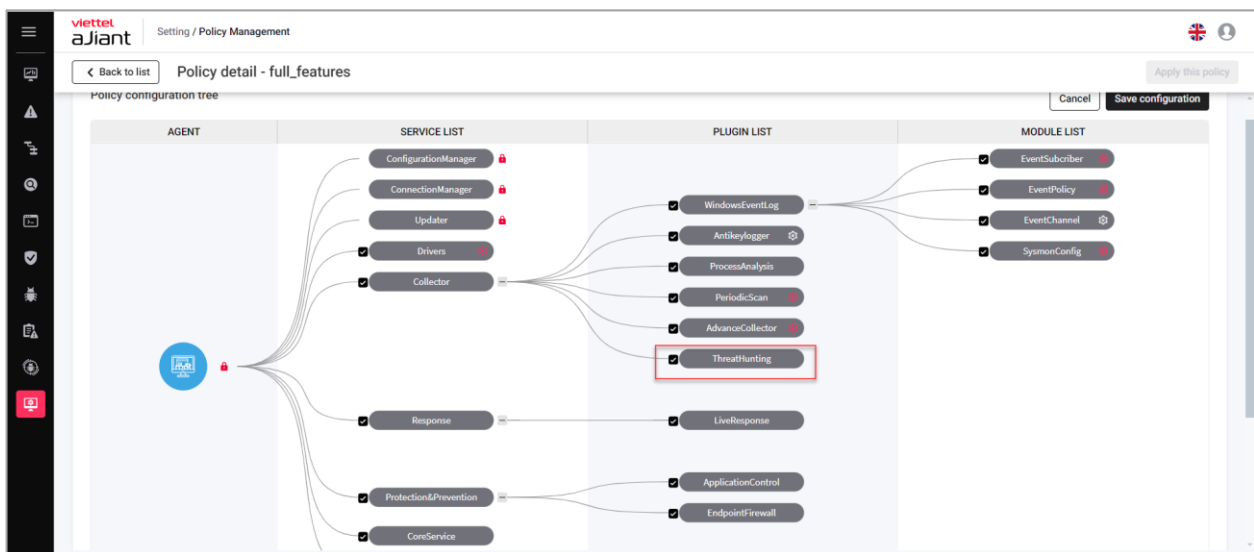 viettel
aJiant
Setting / Policy Management
Back to list
Policy detail - full_features
Apply this policy
Policy configuration tree
Cancel
Save configuration
AGENT
SERVICE LIST
PLUGIN LIST
MODULE LIST
ConfigurationManager
ConnectionManager
Updater
Drivers
Collector
Response
Protection&Prevention
CoreService
WindowsEventLog
Antikeylogger
ProcessAnalysis
PeriodicScan
AdvanceCollector
ThreatHunting
LiveResponse
ApplicationControl
EndpointFirewall
EventSubcriber
EventPolicy
EventChannel
SysmonConfig